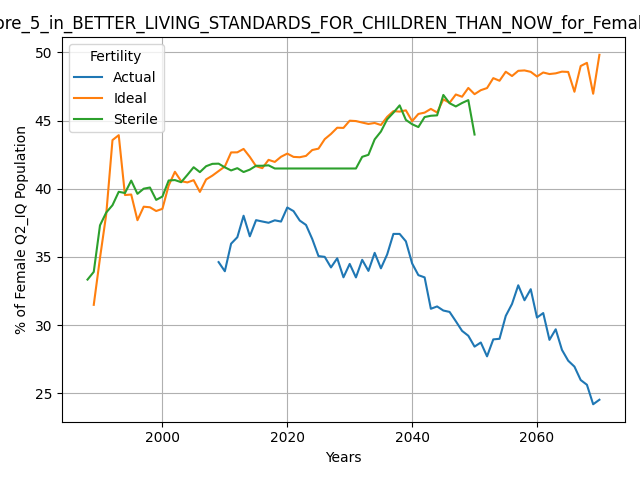 ore_5_in_BETTER_LIVING_STANDARDS_FOR_CHILDREN_THAN_NOW_for_Femal
Fertility
Actual
Ideal
Sterile
% of Female Q2_IQ Population
50
45
40
35
30
25
2000 2020 2040 2060
Years